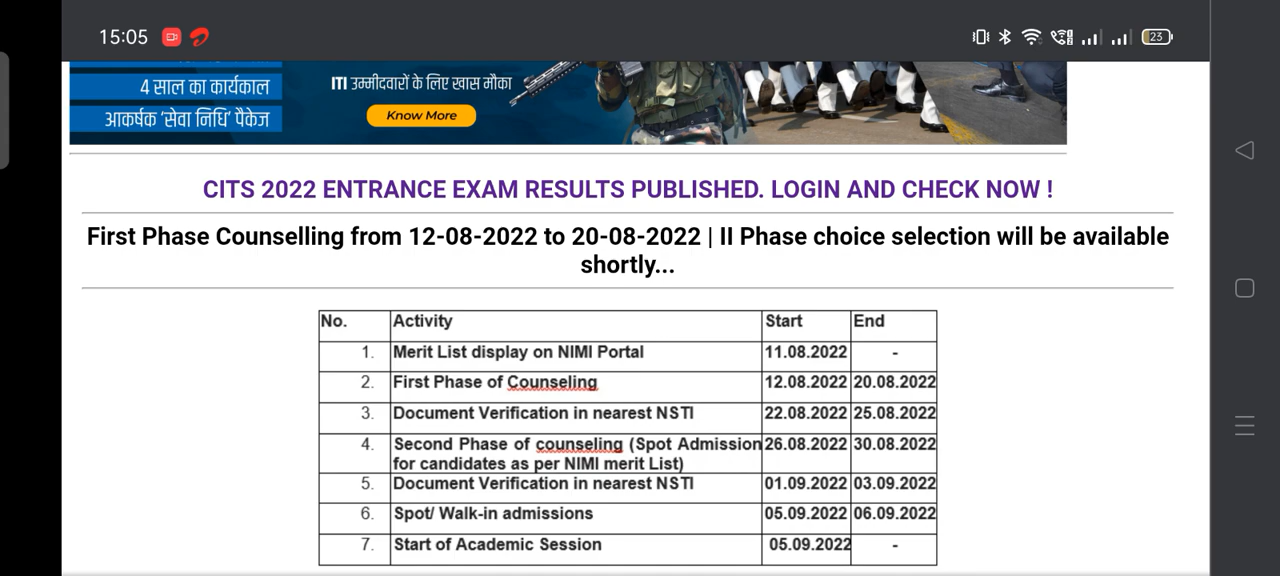 15:05
23
4 साल का कार्यकाल
आकर्षक 'सेवा निधि' पैकेज
ITI उम्मीदवारों के लिए खास मौका
Know More
CITS 2022 ENTRANCE EXAM RESULTS PUBLISHED. LOGIN AND CHECK NOW !
First Phase Counselling from 12-08-2022 to 20-08-2022 | II Phase choice selection will be available
shortly...
No. Activity Start End
1. Merit List display on NIMI Portal 11.08.2022 -
2. First Phase of Counseling 12.08.2022 20.08.2022
3. Document Verification in nearest NSTI 22.08.2022 25.08.2022
4. Second Phase of counseling (Spot Admission 26.08.2022 30.08.2022
for candidates as per NIMI merit List)
5. Document Verification in nearest NSTI 01.09.2022 03.09.2022
6. Spot/ Walk-in admissions 05.09.2022 06.09.2022
7. Start of Academic Session 05.09.2022 -